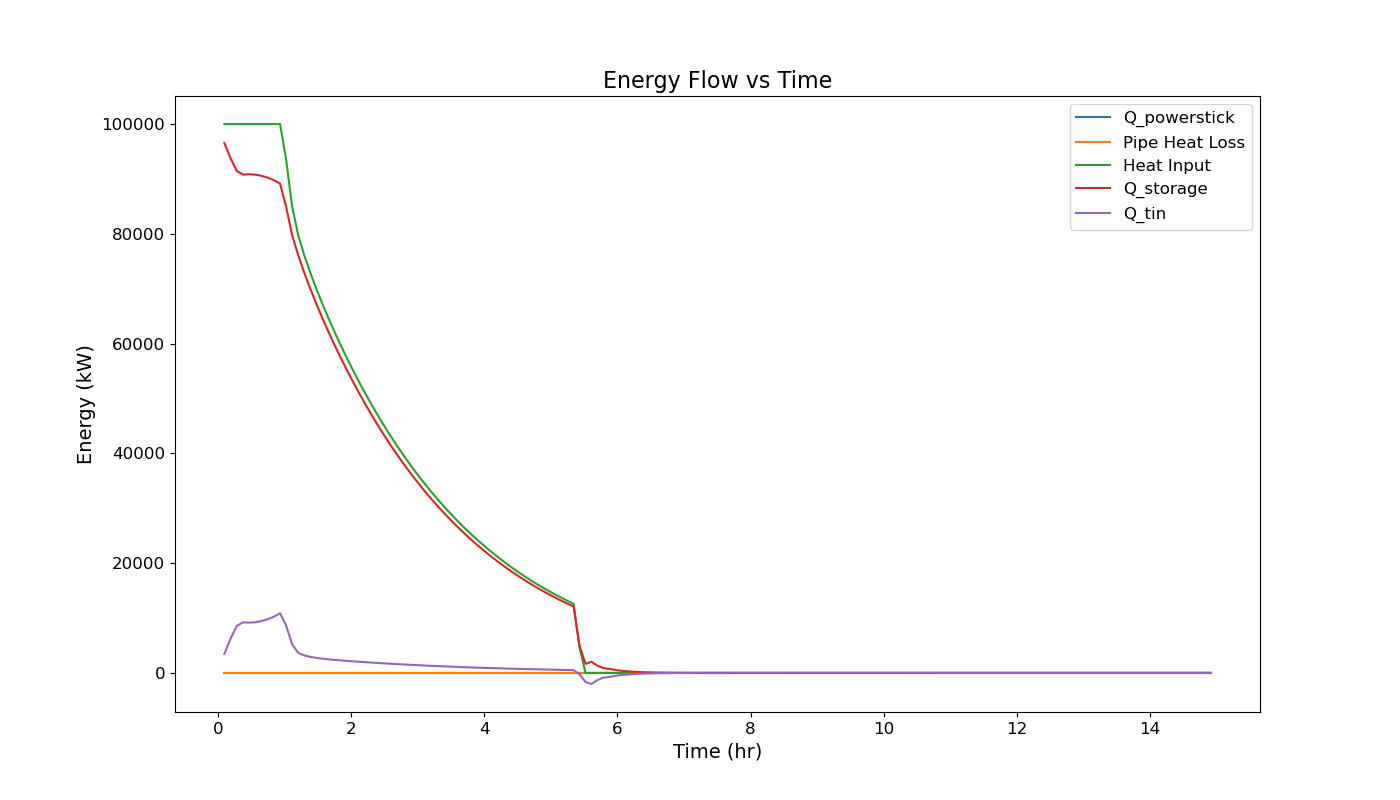 Energy Flow vs Time
Q_powerstick
Pipe Heat Loss
Heat Input
Q_storage
Q_tin
100000
80000
60000
40000
20000
0
Energy (kW)
0 2 4 6 8 10 12 14
Time (hr)